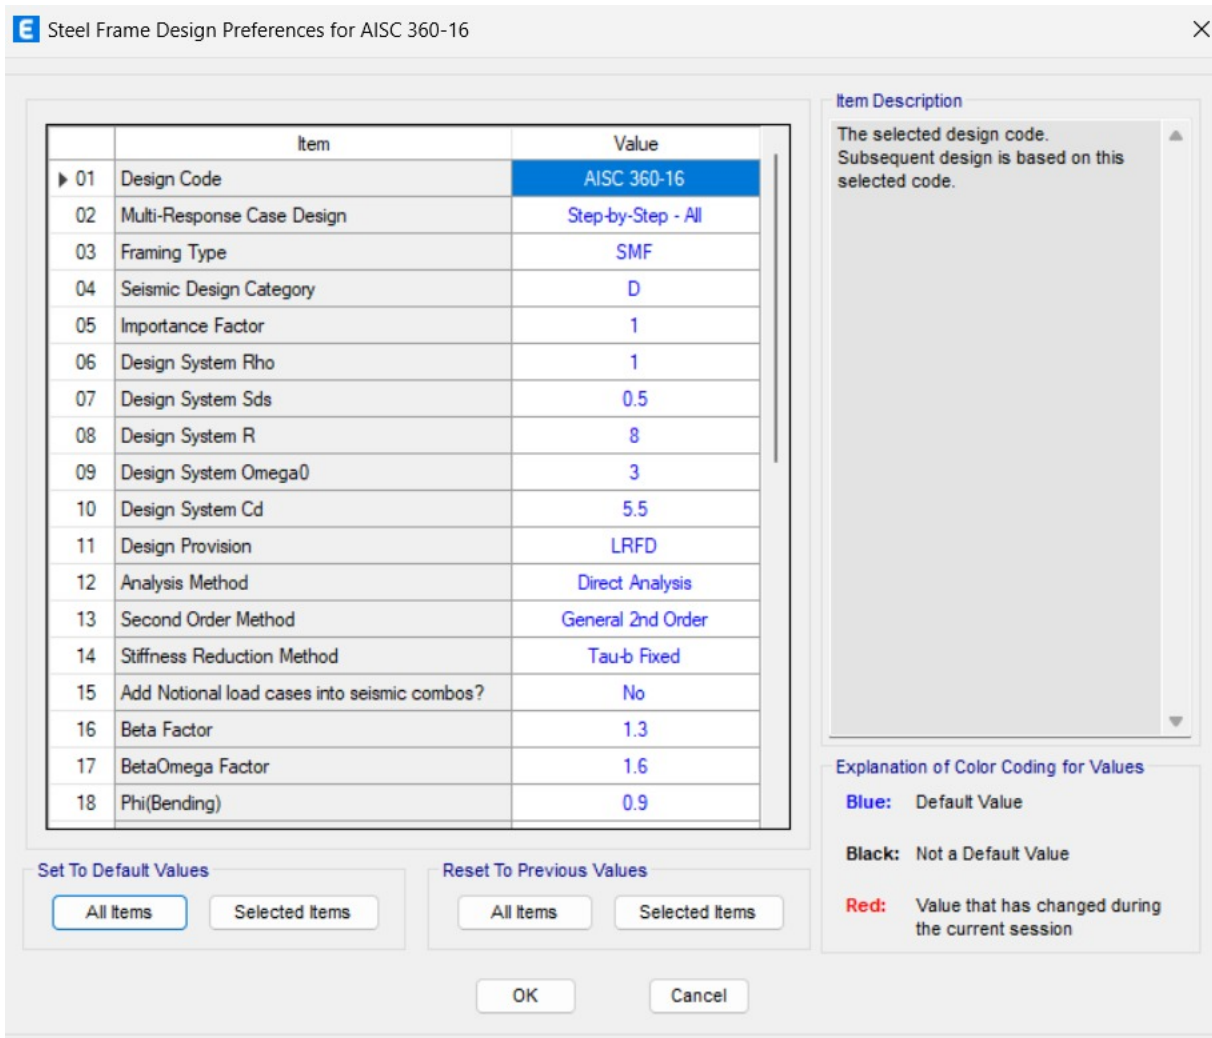 E Steel Frame Design Preferences for AISC 360-16
Item Value
01 Design Code AISC 360-16
02 Multi-Response Case Design Step-by-Step - All
03 Framing Type SMF
04 Seismic Design Category D
05 Importance Factor 1
06 Design System Rho 1
07 Design System Sds 0.5
08 Design System R 8
09 Design System Omega0 3
10 Design System Cd 5.5
11 Design Provision LRFD
12 Analysis Method Direct Analysis
13 Second Order Method General 2nd Order
14 Stiffness Reduction Method Tau-b Fixed
15 Add Notional load cases into seismic combos? No
16 Beta Factor 1.3
17 BetaOmega Factor 1.6
18 Phi(Bending) 0.9
Item Description
The selected design code.
Subsequent design is based on this
selected code.
Explanation of Color Coding for Values
Blue: Default Value
Black: Not a Default Value
Red: Value that has changed during
the current session
Set To Default Values
All Items Selected Items
Reset To Previous Values
All Items Selected Items
OK Cancel